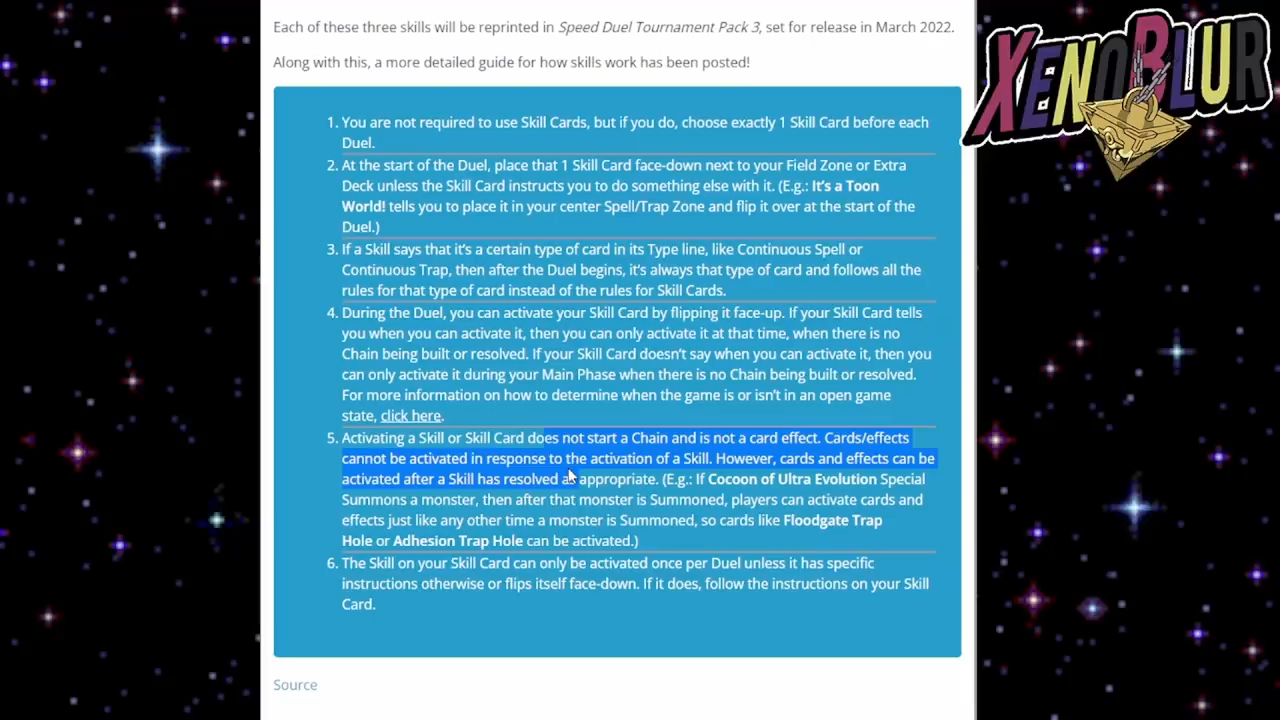 Each of these three skills will be reprinted in Speed Duel Tournament Pack 3, set for release in March 2022.
XENOBLUR
Along with this, a more detailed guide for how skills work has been posted!
1. You are not required to use Skill Cards, but if you do, choose exactly 1 Skill Card before each
Duel.
2. At the start of the Duel, place that 1 Skill Card face-down next to your Field Zone or Extra
Deck unless the Skill Card instructs you to do something else with it. (E.g.: It's a Toon
World! tells you to place it in your center Spell/Trap Zone and flip it over at the start of the
Duel.)
3. If a Skill says that it's a certain type of card in its Type line, like Continuous Spell or
Continuous Trap, then after the Duel begins, it's always that type of card and follows all the
rules for that type of card instead of the rules for Skill Cards.
4. During the Duel, you can activate your Skill Card by flipping it face-up. If your Skill Card tells
you when you can activate it, then you can only activate it at that time, when there is no
Chain being built or resolved. If your Skill Card doesn't say when you can activate it, then you
can only activate it during your Main Phase when there is no Chain being built or resolved.
For more information on how to determine when the game is or isn't in an open game
state, click here.
5. Activating a Skill or Skill Card does not start a Chain and is not a card effect. Cards/effects
cannot be activated in response to the activation of a Skill. However, cards and effects can be
activated after a Skill has resolved as appropriate. (E.g.: If Cocoon of Ultra Evolution Special
Summons a monster, then after that monster is Summoned, players can activate cards and
effects just like any other time a monster is Summoned, so cards like Floodgate Trap
Hole or Adhesion Trap Hole can be activated.)
6. The Skill on your Skill Card can only be activated once per Duel unless it has specific
instructions otherwise or flips itself face-down. If it does, follow the instructions on your Skill
Card.
Source